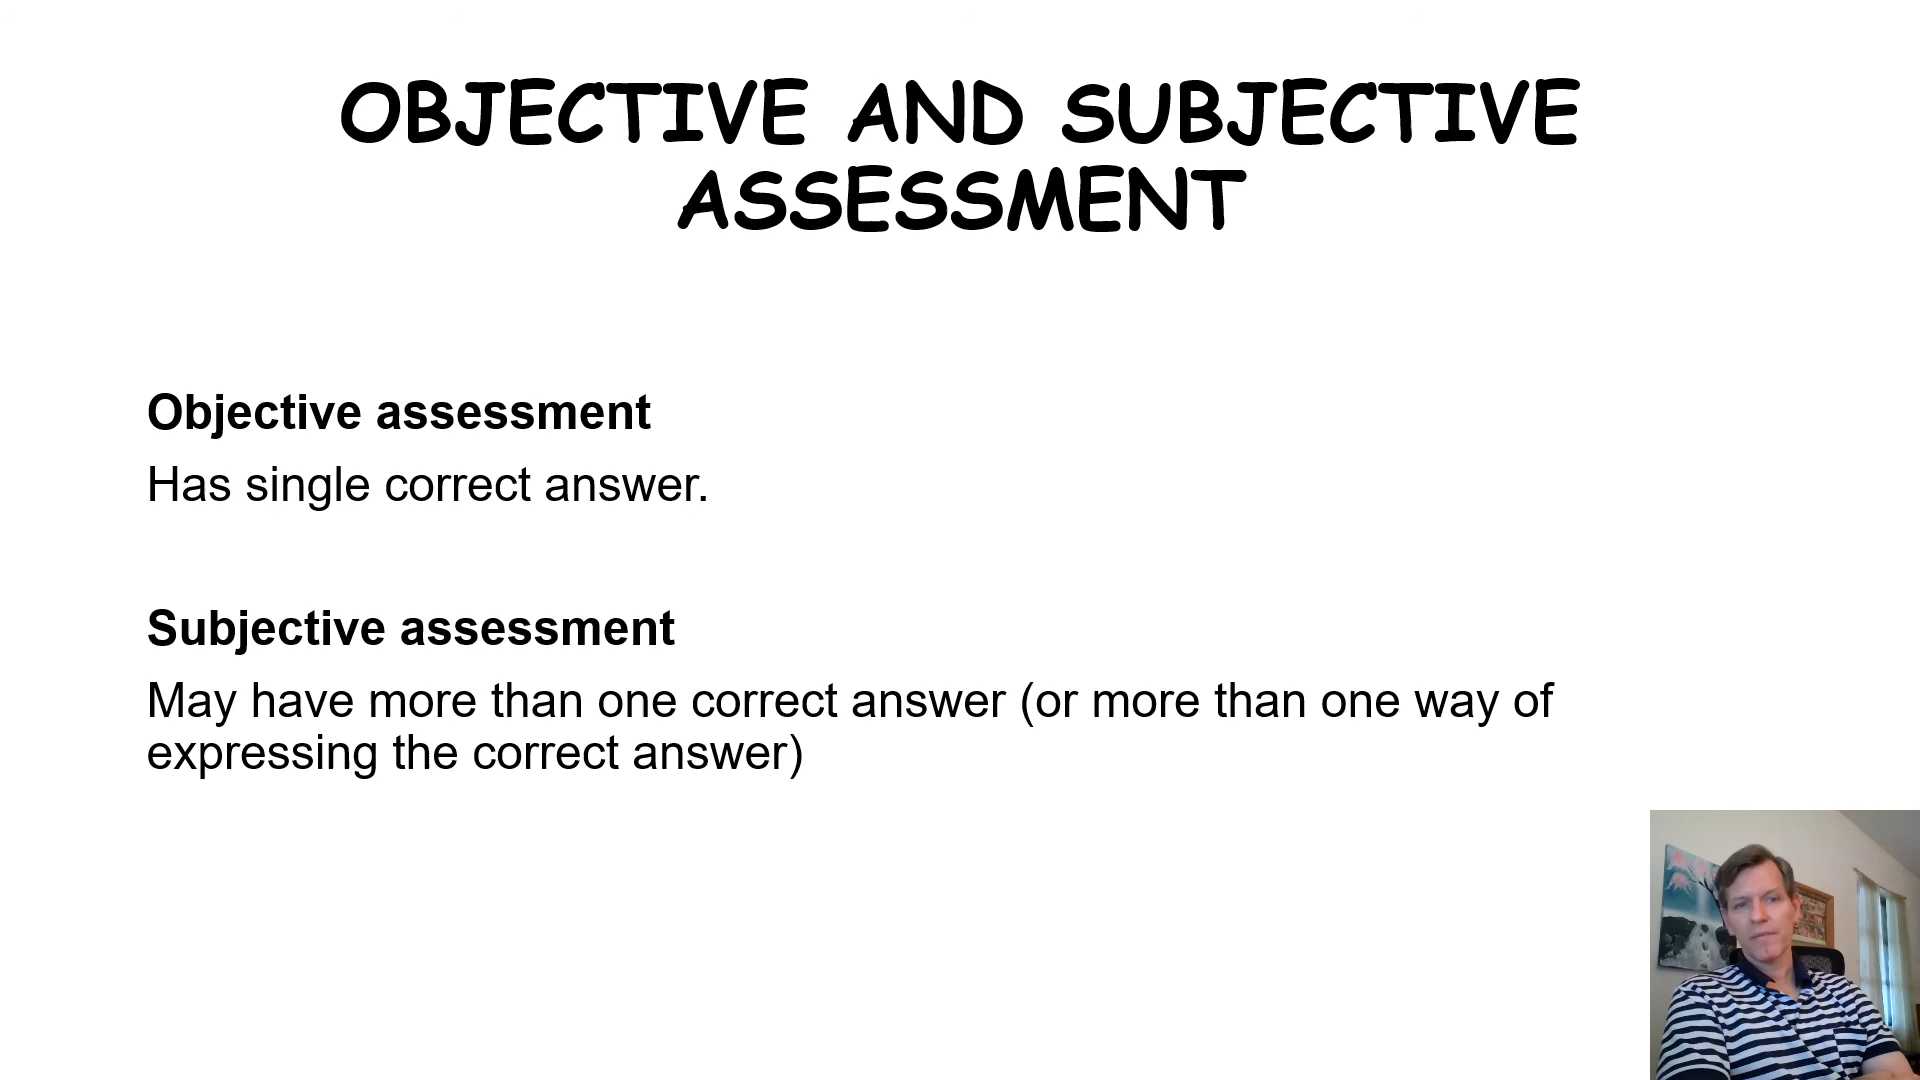 OBJECTIVE AND SUBJECTIVE
ASSESSMENT
Objective assessment
Has single correct answer.
Subjective assessment
May have more than one correct answer (or more than one way of
expressing the correct answer)